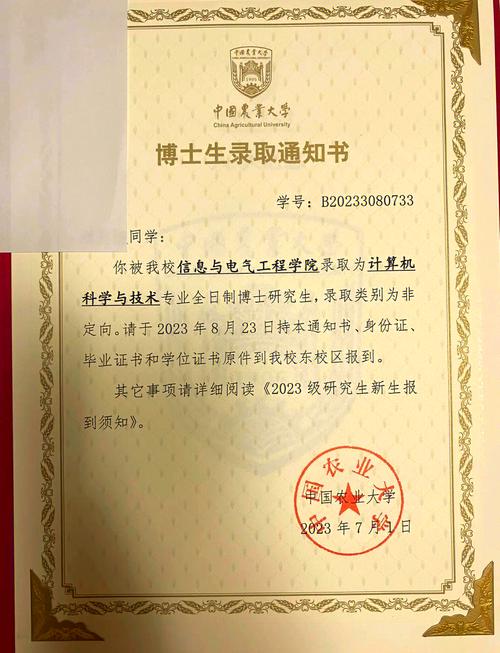 中国农业大学
1905
中国农业大学
China Agricultural University
博士生录取通知书
学号：B20233080733
同学：
你被我校信息与电气工程学院录取为计算机
科学与技术专业全日制博士研究生，录取类别为非
定向。请于 2023 年 8 月 23 日持本通知书、身份证、
毕业证书和学位证书原件到我校东校区报到。
其它事项请详细阅读《2023 级研究生新生报
到须知》。
中国农业大学
中国农业大学
2023 年 7 月 1 日